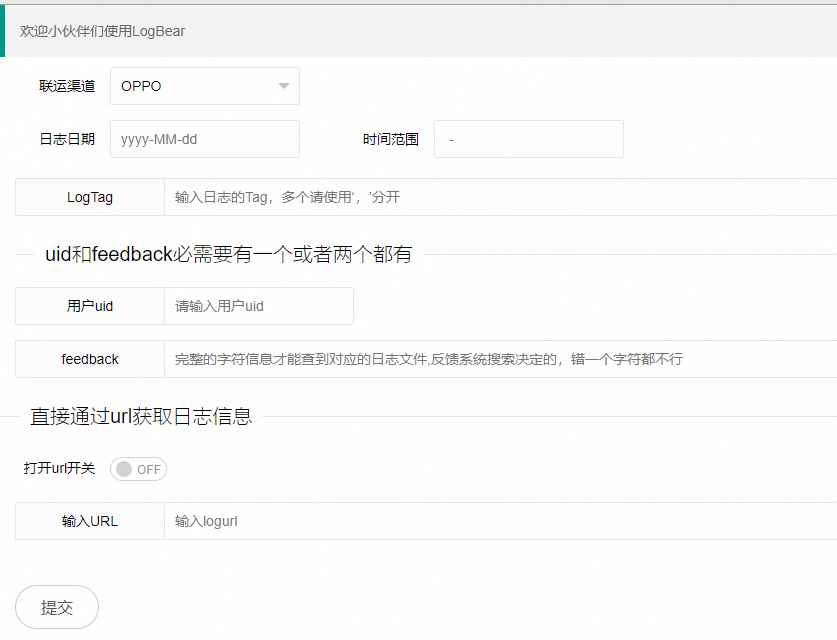 欢迎小伙伴们使用LogBear
联运渠道 OPPO
日志日期 yyyy-MM-dd 时间范围 -
LogTag 输入日志的Tag，多个请使用'，'分开
uid和feedback必需要有一个或者两个都有
用户uid 请输入用户uid
feedback 完整的字符信息才能查到对应的日志文件,反馈系统搜索决定的，错一个字符都不行
直接通过url获取日志信息
打开url开关 OFF
输入URL 输入logurl
提交